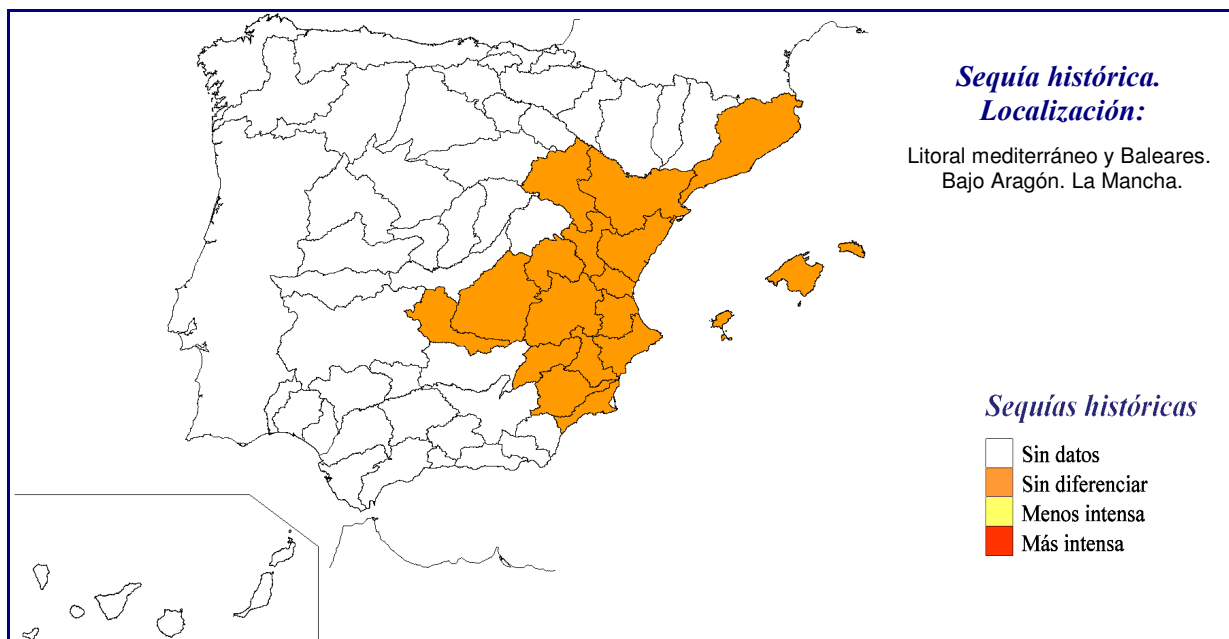 Sequía histórica.
Localización:
Litoral mediterráneo y Baleares.
Bajo Aragón. La Mancha.
Sequías históricas
Sin datos
Sin diferenciar
Menos intensa
Más intensa